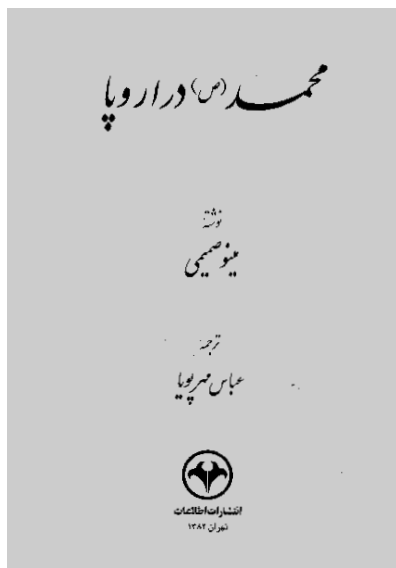 محمد (ص) در اروپا
نوشتهٔ
مینو صمیمی
ترجمهٔ
عباس مهرپویا
انتشارات اطلاعات
تهران ۱۳۸۲